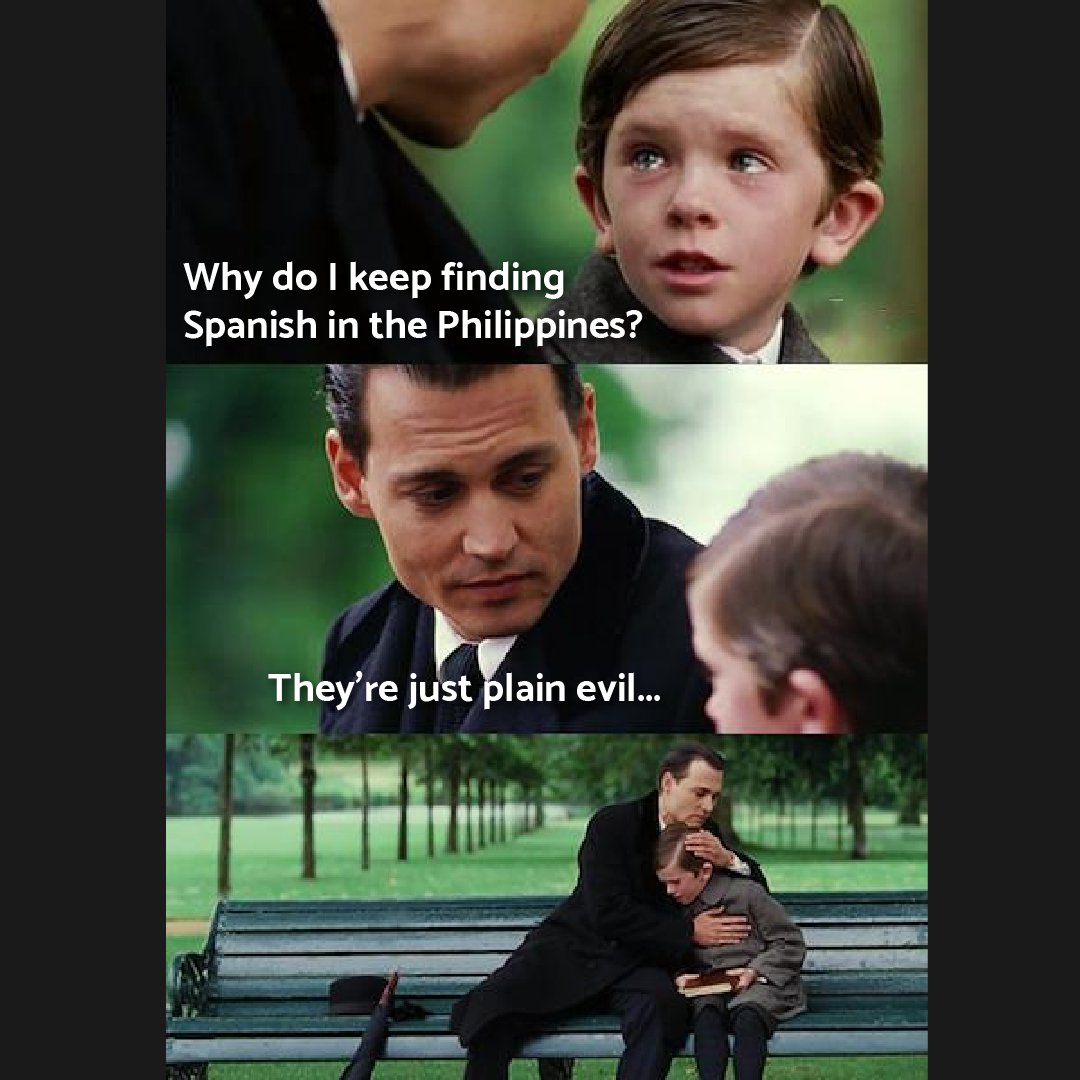 Why do I keep finding
Spanish in the Philippines?
They’re just plain evil...